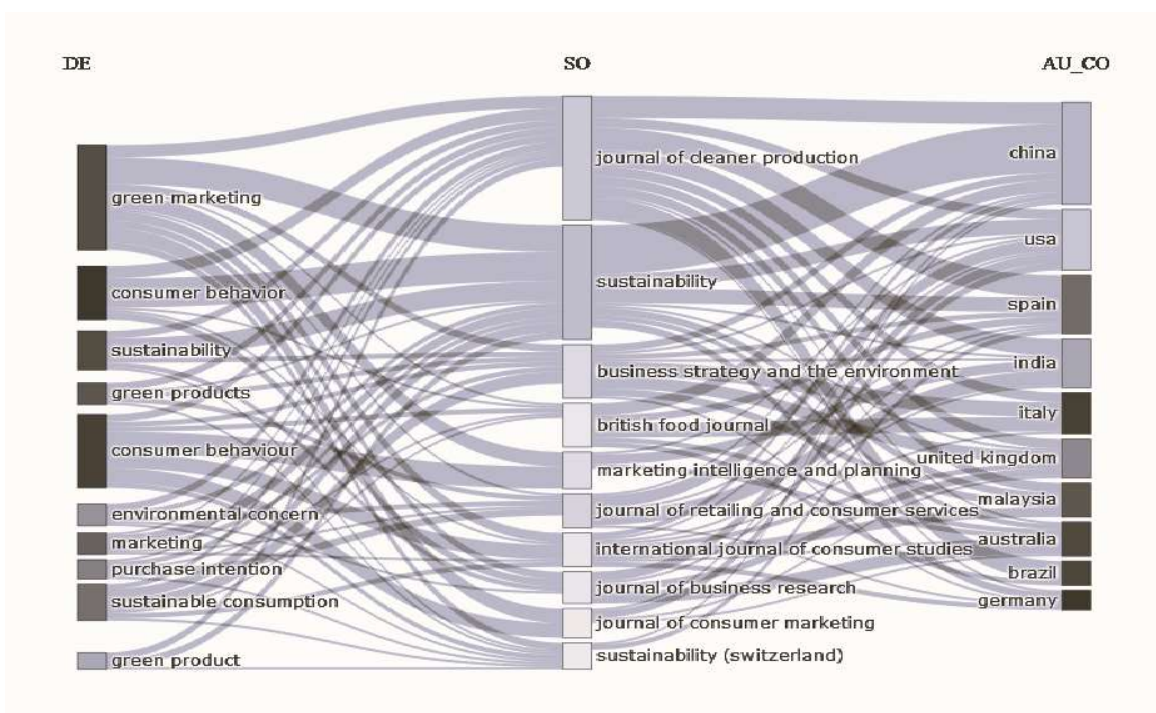 DE
SO
AU_CO
green marketing
consumer behavior
sustainability
green products
consumer behaviour
environmental concern
marketing
purchase intention
sustainable consumption
green product
journal of cleaner production
sustainability
business strategy and the environment
british food journal
marketing intelligence and planning
journal of retailing and consumer services
international journal of consumer studies
journal of business research
journal of consumer marketing
sustainability (switzerland)
china
usa
spain
india
italy
united kingdom
malaysia
australia
brazil
germany